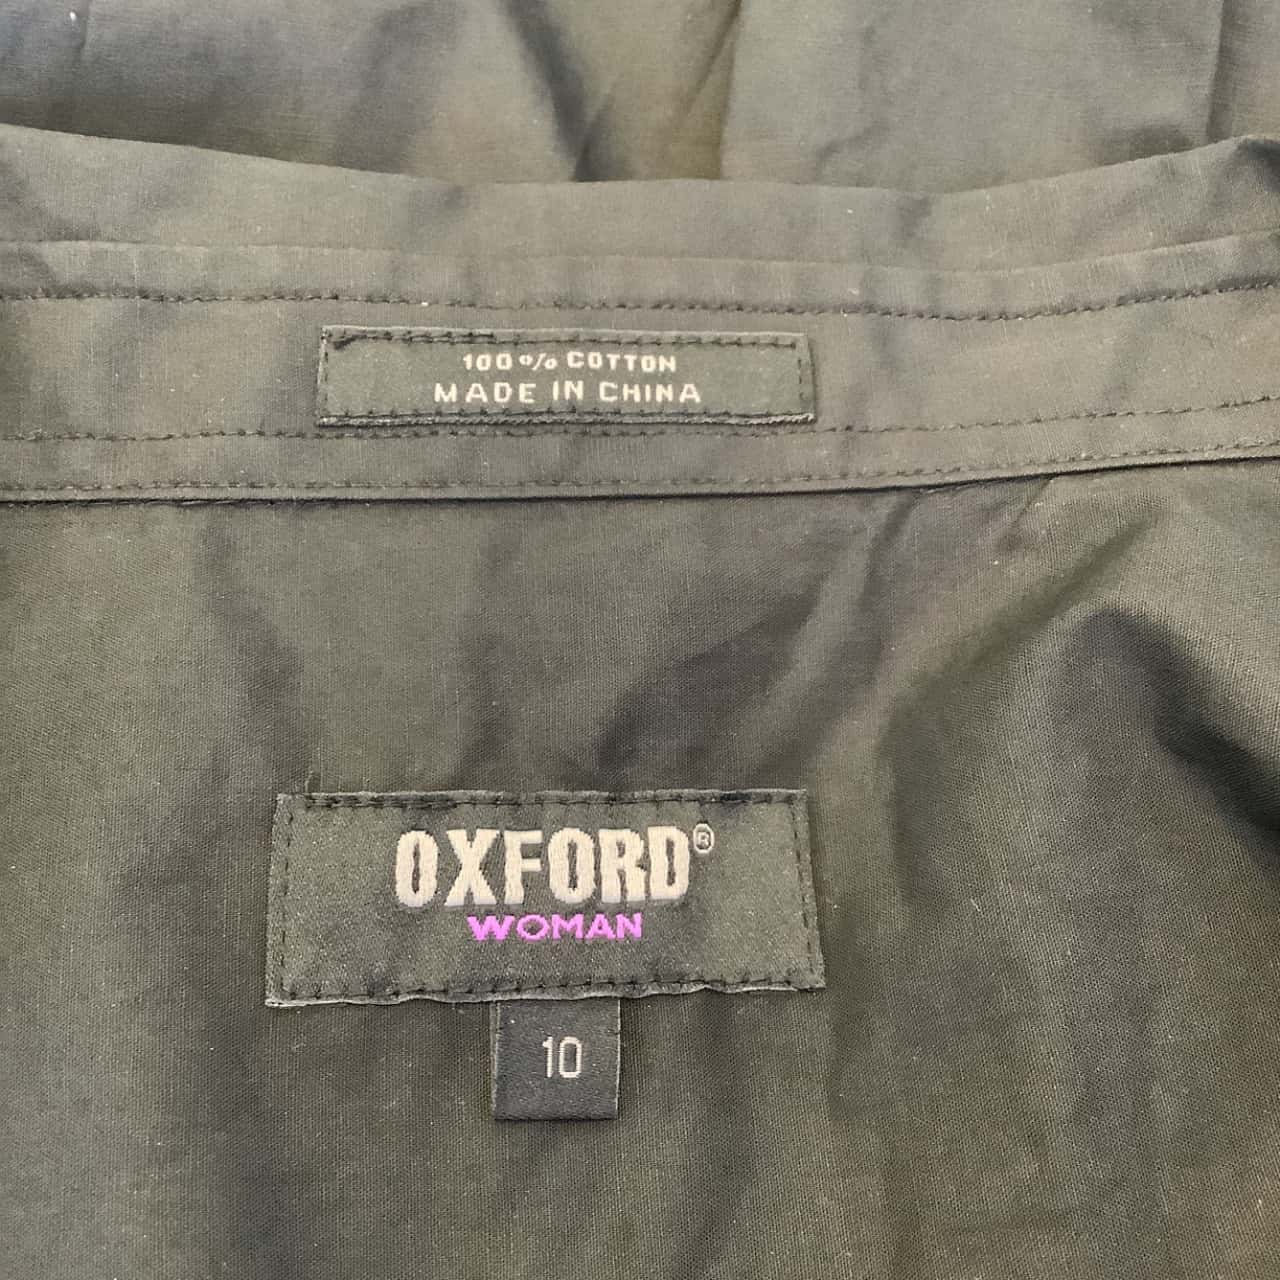 100% COTTON
MADE IN CHINA
OXFORD®
WOMAN
10